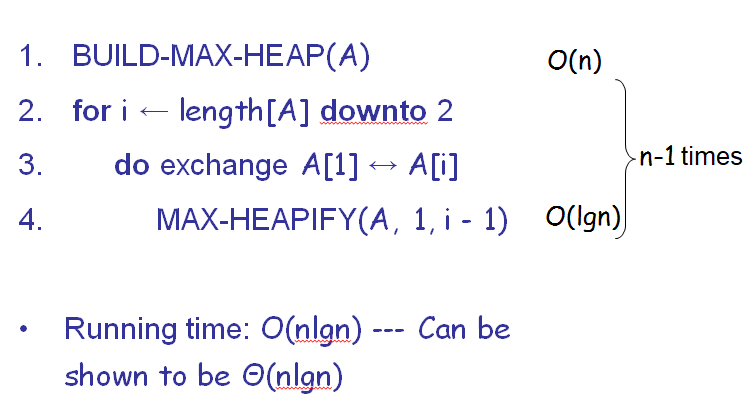 1. BUILD-MAX-HEAP(A) O(n)
2. for i ← length[A] downto 2
3. do exchange A[1] ↔ A[i] n-1 times
4. MAX-HEAPIFY(A, 1, i - 1) O(lgn)
• Running time: O(nlgn) --- Can be
shown to be Θ(nlgn)